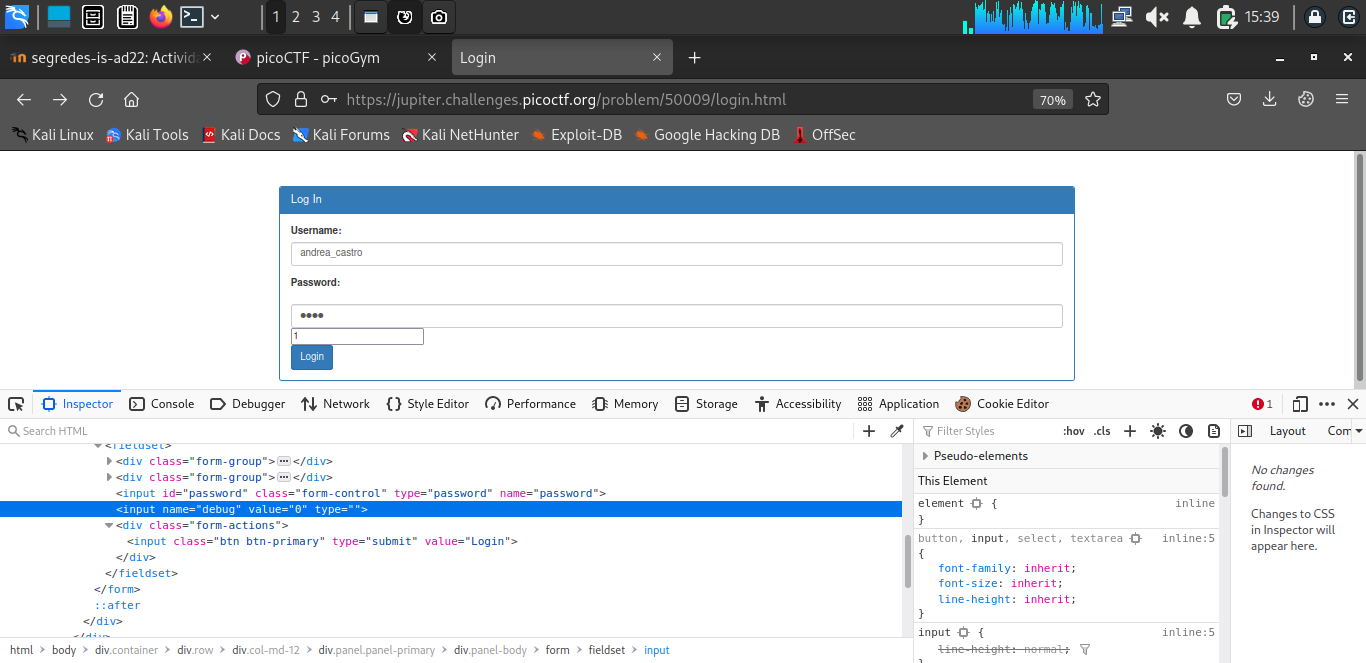 1 2 3 4 15:39
segredes-is-ad22: Activida picoCTF - picoGym Login
https://jupiter.challenges.picoctf.org/problem/50009/login.html 70%
Kali Linux Kali Tools Kali Docs Kali Forums Kali NetHunter Exploit-DB Google Hacking DB OffSec
Log In
Username:
andrea_castro
Password:
●●●●
1
Login
Inspector Console Debugger Network Style Editor Performance Memory Storage Accessibility Application Cookie Editor 1
Search HTML
<fieldset>
<div class="form-group"></div>
<div class="form-group"></div>
<input id="password" class="form-control" type="password" name="password">
<input name="debug" value="0" type="">
<div class="form-actions">
<input class="btn btn-primary" type="submit" value="Login">
</div>
</fieldset>
</form>
::after
</div>
</div>
html > body > div.container > div.row > div.col-md-12 > div.panel.panel-primary > div.panel-body > form > fieldset > input
Filter Styles :hov .cls
Pseudo-elements
This Element
element { inline
}
button, input, select, textarea inline:5
{
font-family: inherit;
font-size: inherit;
line-height: inherit;
}
input { inline:5
line-height: normal;
}
Layout Com
No changes
found.
Changes to CSS
in Inspector will
appear here.